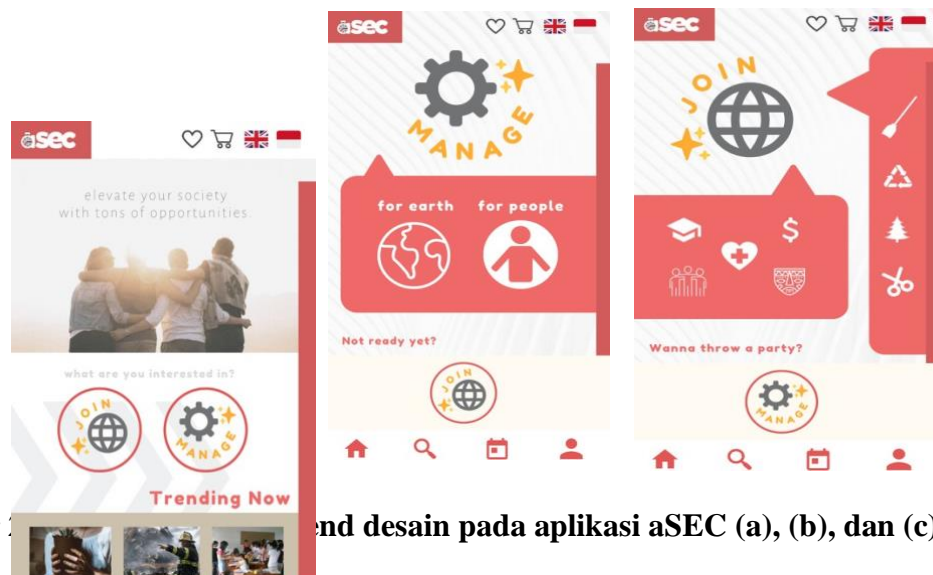 aSEC
elevate your society
with tons of opportunities.
what are you interested in?
JOIN
MANAGE
Trending Now
aSEC
MANAGE
for earth for people
Not ready yet?
JOIN
aSEC
JOIN
$
Wanna throw a party?
MANAGE
end desain pada aplikasi aSEC (a), (b), dan (c)